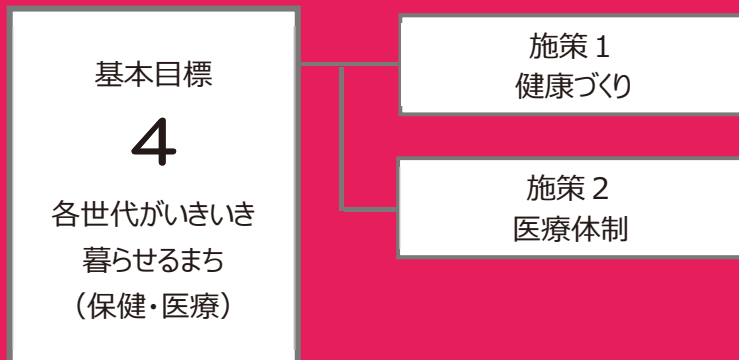 基本目標
4
各世代がいきいき
暮らせるまち
（保健・医療）
施策１
健康づくり
施策２
医療体制